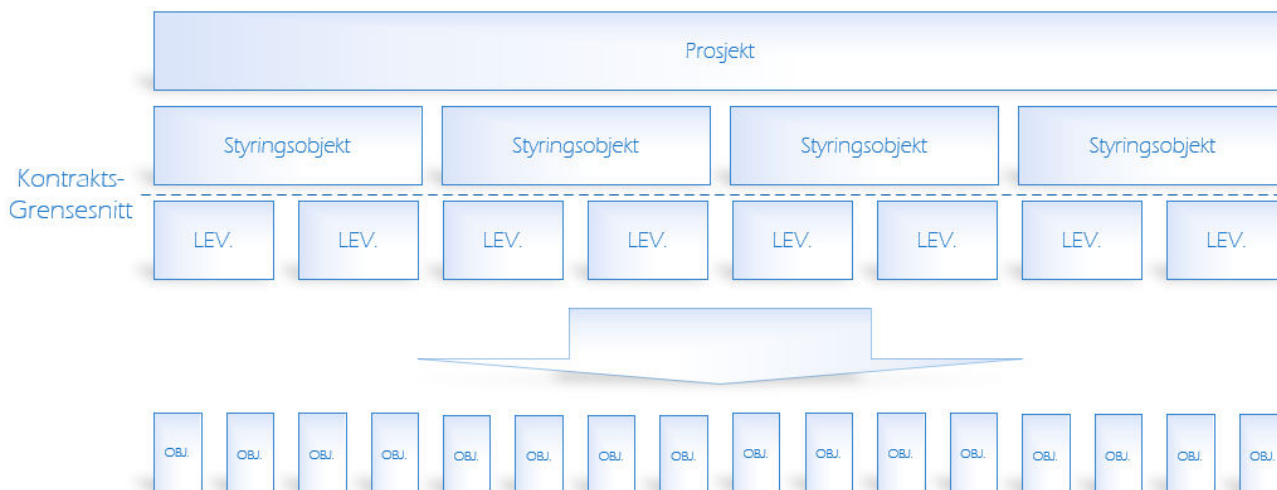 Prosjekt
Styringsobjekt Styringsobjekt Styringsobjekt Styringsobjekt
Kontrakts-
Grensesnitt
LEV. LEV. LEV. LEV. LEV. LEV. LEV. LEV.
OBJ. OBJ. OBJ. OBJ. OBJ. OBJ. OBJ. OBJ. OBJ. OBJ. OBJ. OBJ. OBJ. OBJ. OBJ. OBJ.